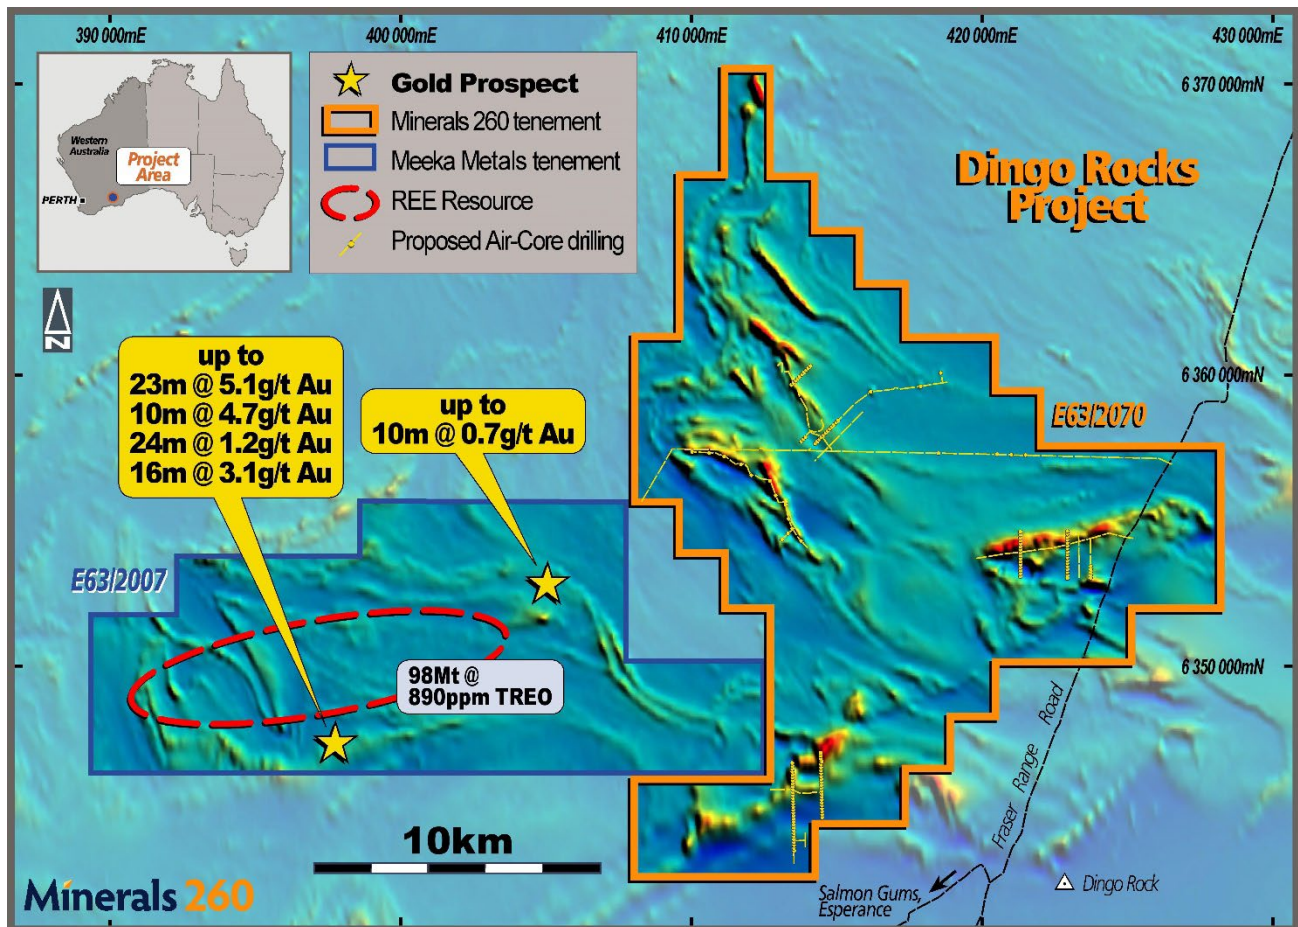 390 000mE
400 000mE
410 000mE
420 000mE
430 000mE
6 370 000mN
6 360 000mN
6 350 000mN
Western
Australia
Project
Area
PERTH
Gold Prospect
Minerals 260 tenement
Meeka Metals tenement
REE Resource
Proposed Air-Core drilling
Dingo Rocks
Project
N
up to
23m @ 5.1g/t Au
10m @ 4.7g/t Au
24m @ 1.2g/t Au
16m @ 3.1g/t Au
up to
10m @ 0.7g/t Au
E63/2070
E63/2007
98Mt @
890ppm TREO
10km
Fraser Range Road
Salmon Gums,
Esperance
Dingo Rock
Minerals 260